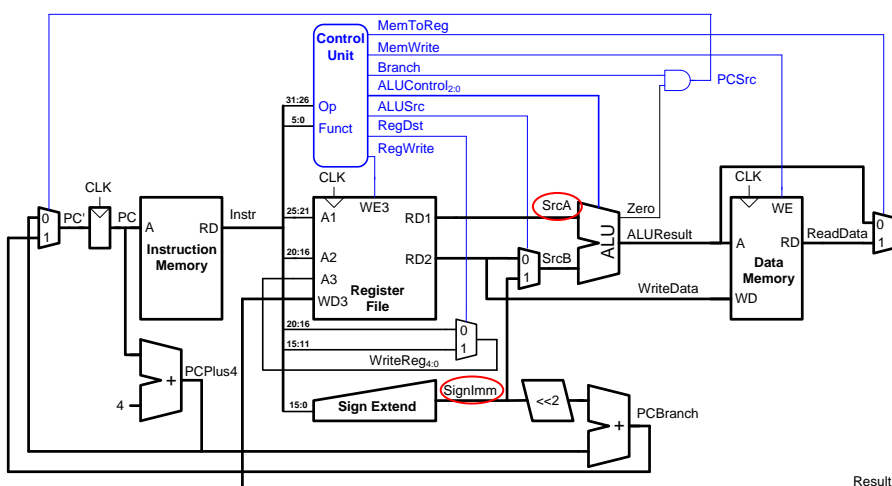 MemToReg
Control Unit
MemWrite
Branch
ALUControl2:0
PCSrc
ALUSrc
31:26
Op
RegDst
5:0
Funct
RegWrite
CLK
CLK
CLK
0
1
PC'
PC
A
RD
Instruction Memory
Instr
25:21
A1
WE3
RD1
SrcA
Zero
WE
0
1
20:16
A2
RD2
0
1
SrcB
ALU
ALUResult
A
RD
ReadData
A3
Data Memory
WD3
Register File
WriteData
WD
20:16
0
15:11
1
WriteReg4:0
PCPlus4
+
4
15:0
Sign Extend
SignImm
<<2
PCBranch
+
Result